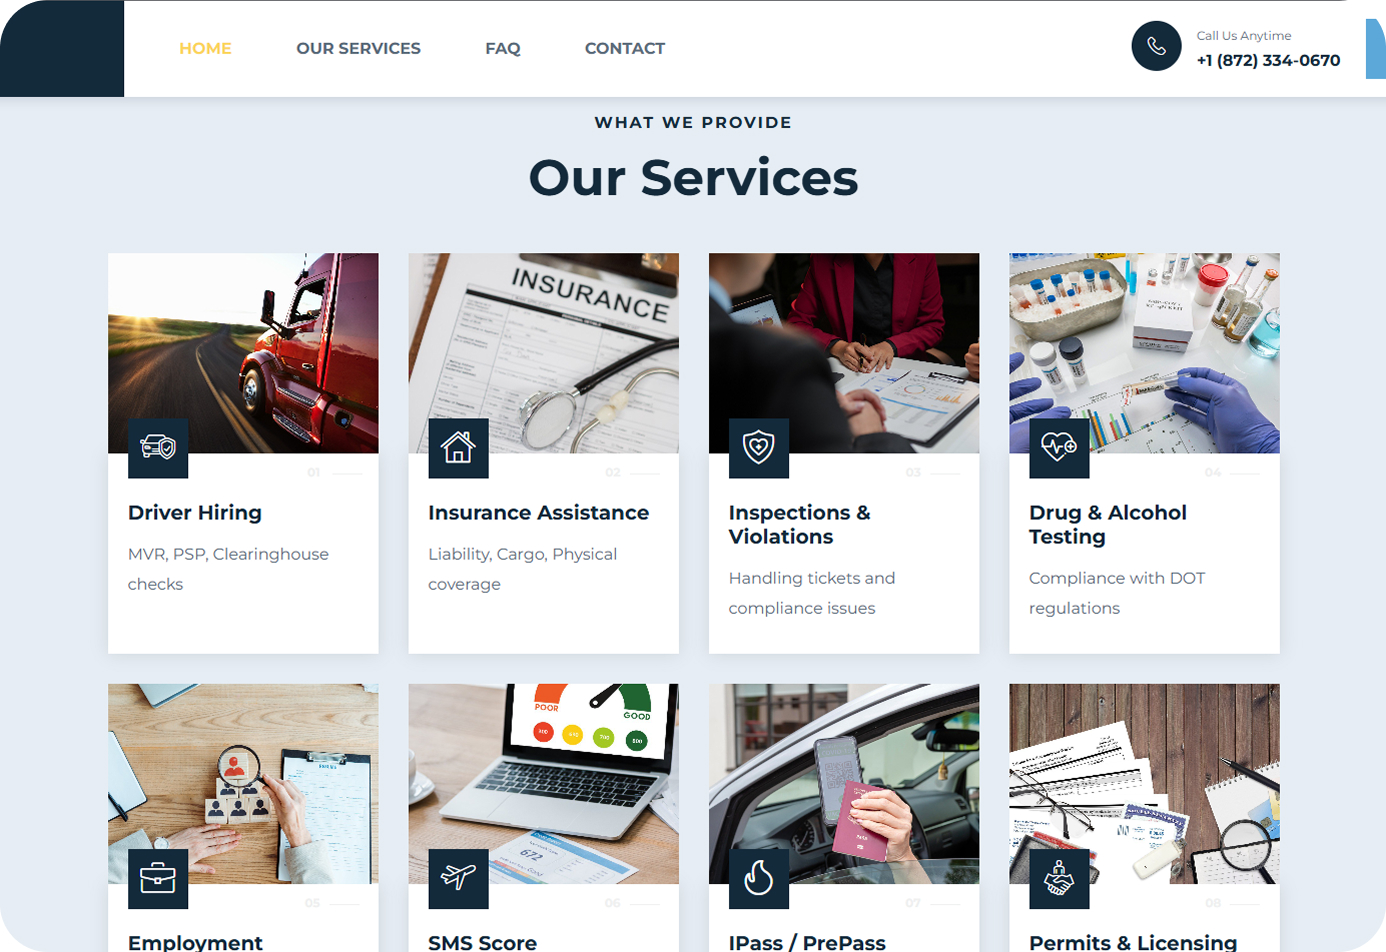 HOME
OUR SERVICES
FAQ
CONTACT
Call Us Anytime
+1 (872) 334-0670
WHAT WE PROVIDE
Our Services
INSURANCE
01
Driver Hiring
MVR, PSP, Clearinghouse
checks
02
Insurance Assistance
Liability, Cargo, Physical
coverage
03
Inspections &
Violations
Handling tickets and
compliance issues
04
Drug & Alcohol
Testing
Compliance with DOT
regulations
POOR
GOOD
672
05
Employment
06
SMS Score
07
IPass / PrePass
08
Permits & Licensing